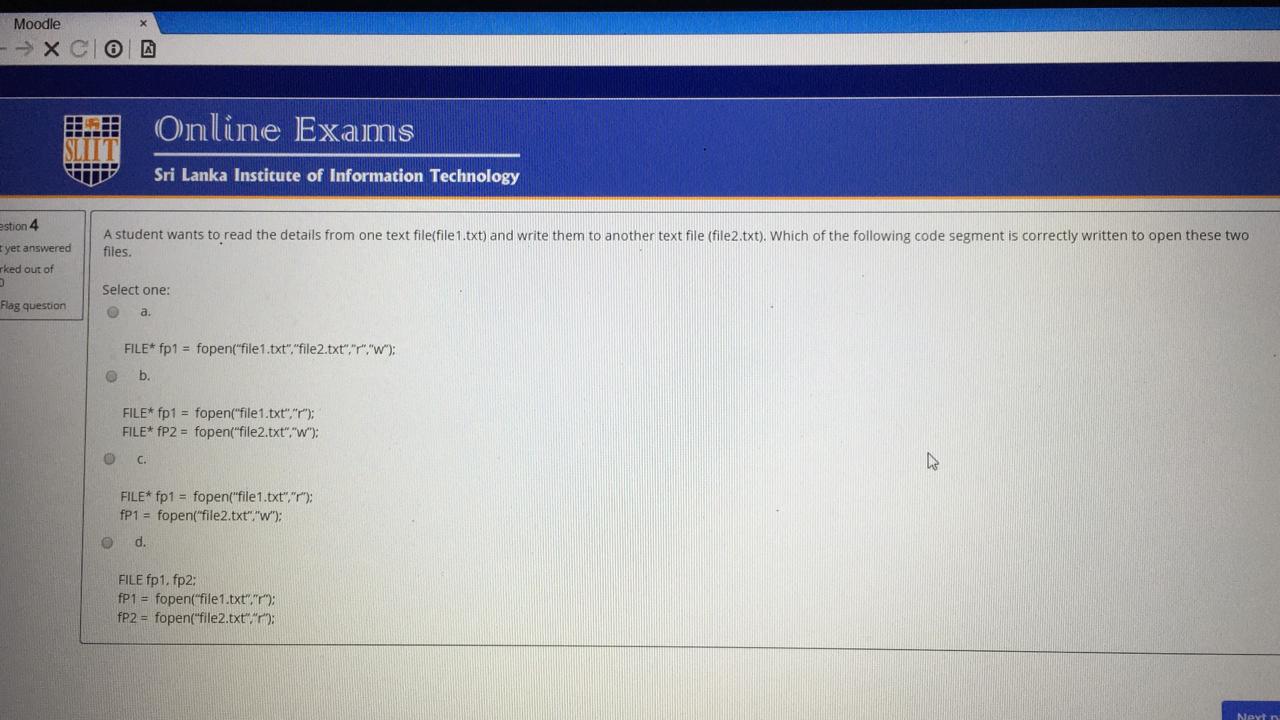 Moodle
SLIIT
Online Exams
Sri Lanka Institute of Information Technology
estion 4
t yet answered
rked out of
0
Flag question
A student wants to read the details from one text file(file1.txt) and write them to another text file (file2.txt). Which of the following code segment is correctly written to open these two
files.
Select one:
a.
FILE* fp1 = fopen("file1.txt","file2.txt","r","w");
b.
FILE* fp1 = fopen("file1.txt","r");
FILE* fP2 = fopen("file2.txt","w");
c.
FILE* fp1 = fopen("file1.txt","r");
fP1 = fopen("file2.txt","w");
d.
FILE fp1, fp2;
fP1 = fopen("file1.txt","r");
fP2 = fopen("file2.txt","r");
Next